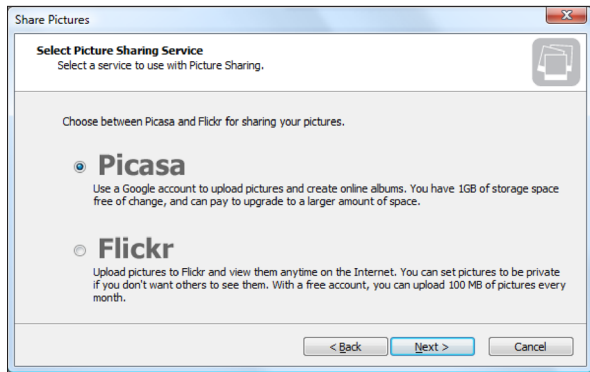 Share Pictures
Select Picture Sharing Service
Select a service to use with Picture Sharing.
Choose between Picasa and Flickr for sharing your pictures.
Picasa
Use a Google account to upload pictures and create online albums. You have 1GB of storage space
free of change, and can pay to upgrade to a larger amount of space.
Flickr
Upload pictures to Flickr and view them anytime on the Internet. You can set pictures to be private
if you don't want others to see them. With a free account, you can upload 100 MB of pictures every
month.
< Back Next > Cancel